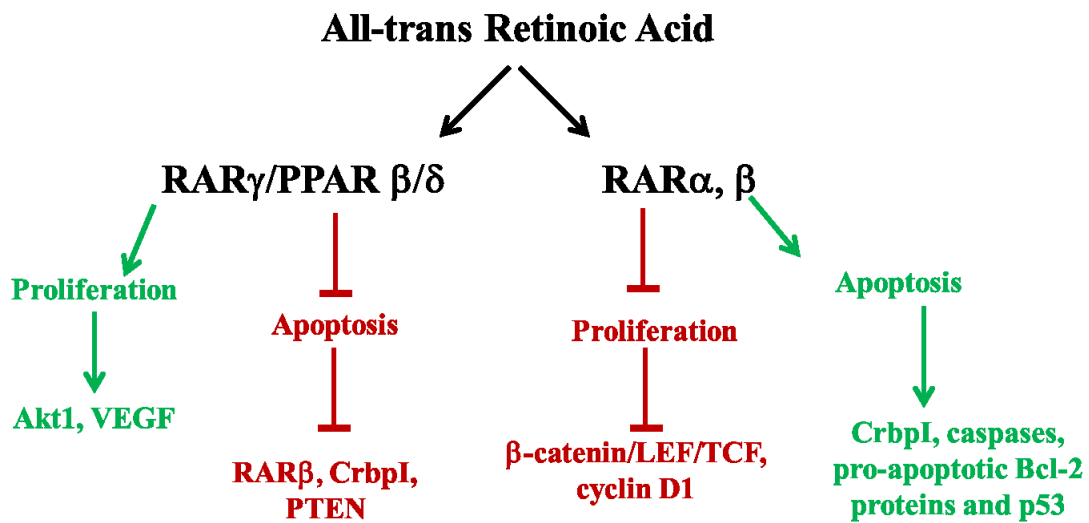 All-trans Retinoic Acid
RARγ/PPAR β/δ
RARα, β
Proliferation
Apoptosis
Proliferation
Apoptosis
Akt1, VEGF
RARβ, CrbpI,
PTEN
β-catenin/LEF/TCF,
cyclin D1
CrbpI, caspases,
pro-apoptotic Bcl-2
proteins and p53